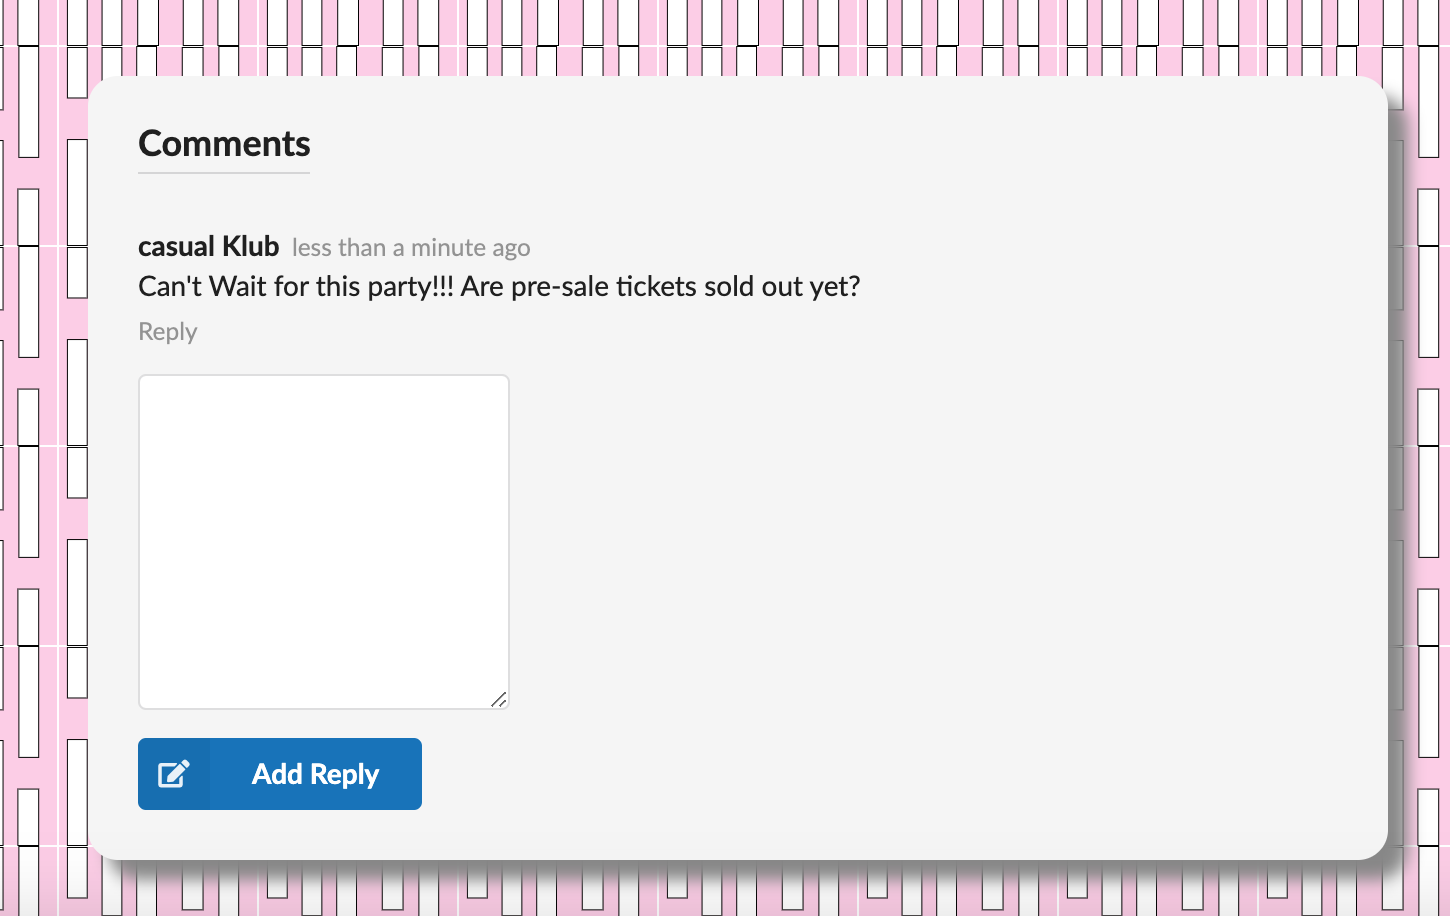 Comments
casual Klub less than a minute ago
Can't Wait for this party!!! Are pre-sale tickets sold out yet?
Reply
Add Reply